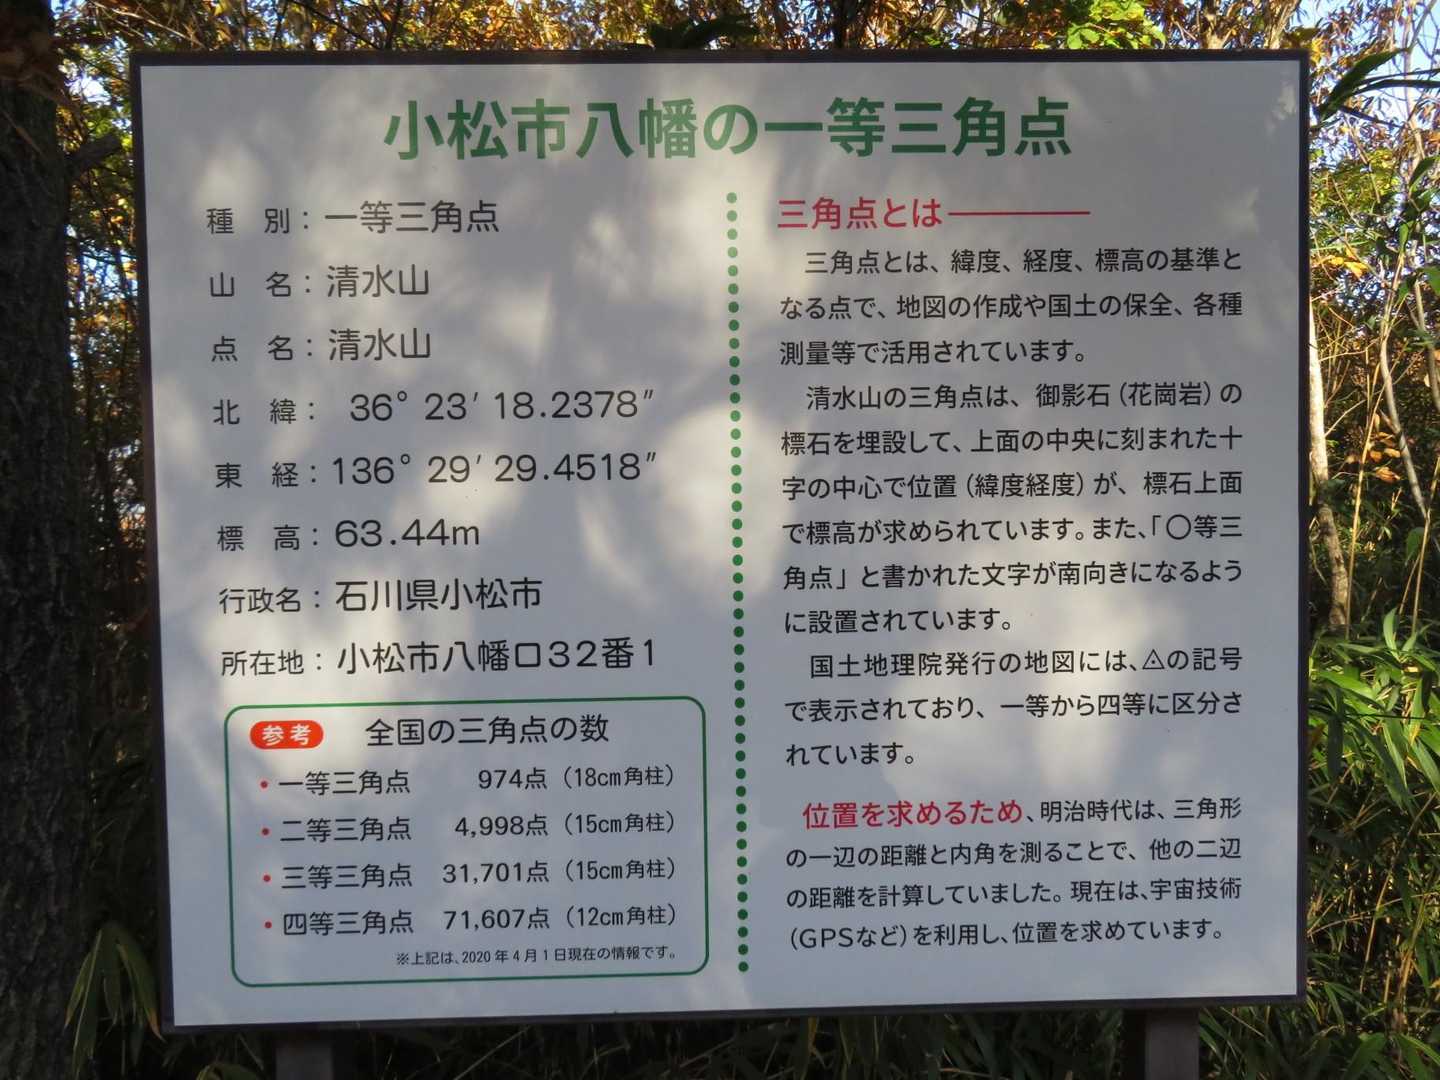 小松市八幡の一等三角点
種　別：一等三角点
山　名：清水山
点　名：清水山
北　緯： 36°23′18.2378″
東　経：136°29′29.4518″
標　高：63.44m
行政名：石川県小松市
所在地：小松市八幡口32番1
参考　全国の三角点の数
・一等三角点　974点（18cm角柱）
・二等三角点　4,998点（15cm角柱）
・三等三角点　31,701点（15cm角柱）
・四等三角点　71,607点（12cm角柱）
※上記は、2020年4月1日現在の情報です。
三角点とは
三角点とは、緯度、経度、標高の基準と
なる点で、地図の作成や国土の保全、各種
測量等で活用されています。
清水山の三角点は、御影石（花崗岩）の
標石を埋設して、上面の中央に刻まれた十
字の中心で位置（緯度経度）が、標石上面
で標高が求められています。また、「〇等三
角点」と書かれた文字が南向きになるよう
に設置されています。
国土地理院発行の地図には、◬の記号
で表示されており、一等から四等に区分さ
れています。
位置を求めるため、明治時代は、三角形
の一辺の距離と内角を測ることで、他の二辺
の距離を計算していました。現在は、宇宙技術
（GPSなど）を利用し、位置を求めています。